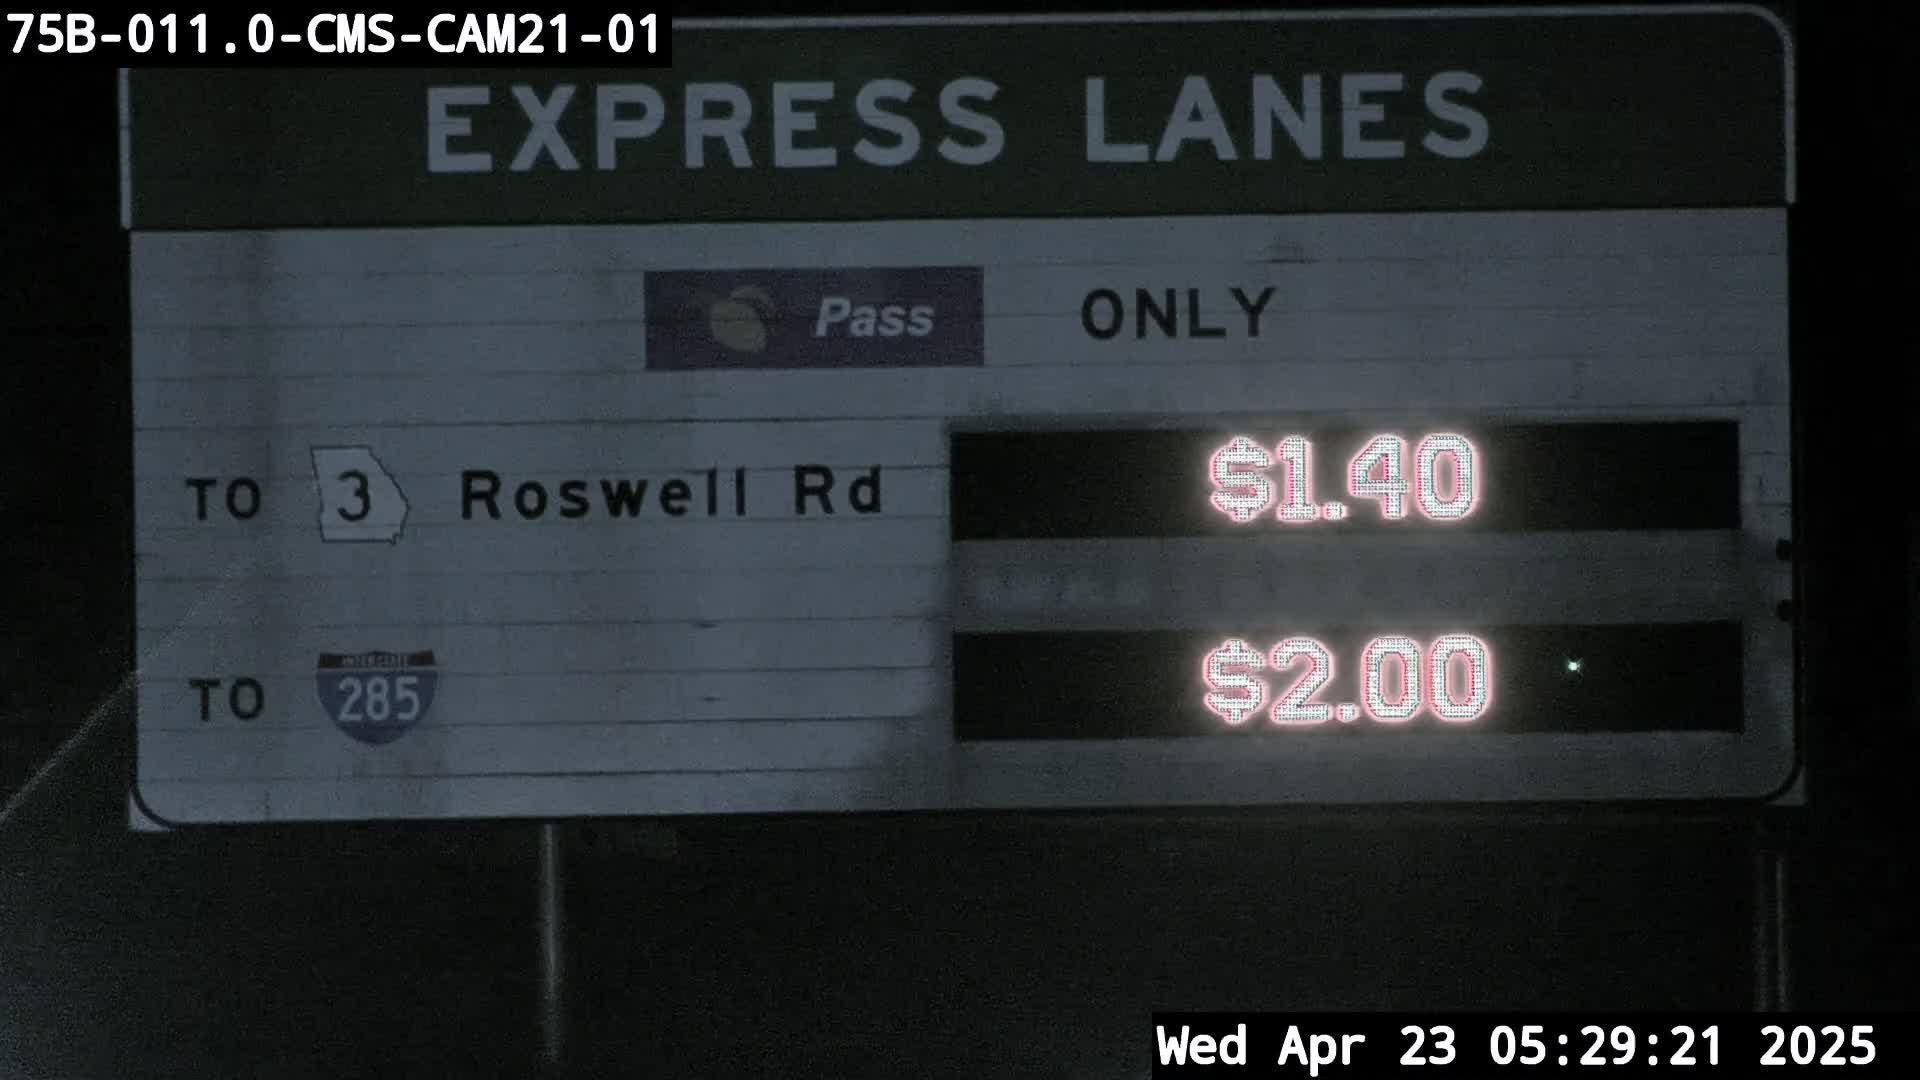 75B-011.0-CMS-CAM21-01
EXPRESS LANES
Pass ONLY
TO 3 Roswell Rd $1.40
INTERSTATE
TO 285 $2.00
Wed Apr 23 05:29:21 2025